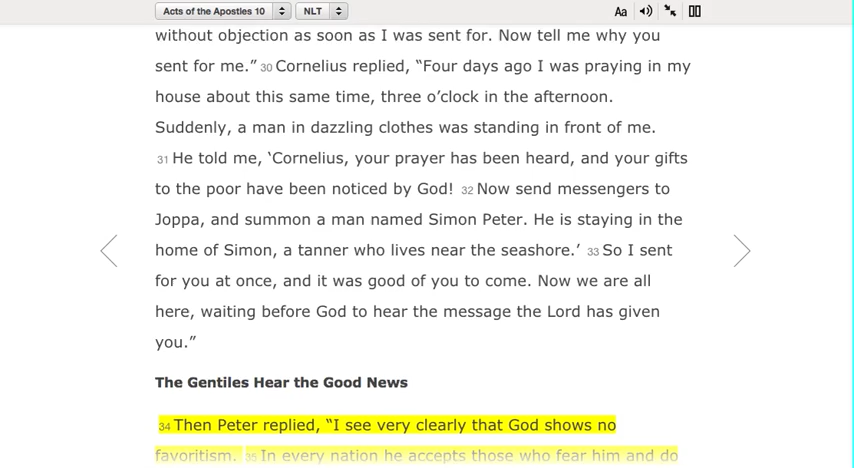 Acts of the Apostles 10 NLT Aa
without objection as soon as I was sent for. Now tell me why you
sent for me.” 30 Cornelius replied, “Four days ago I was praying in my
house about this same time, three o’clock in the afternoon.
Suddenly, a man in dazzling clothes was standing in front of me.
31 He told me, ‘Cornelius, your prayer has been heard, and your gifts
to the poor have been noticed by God! 32 Now send messengers to
Joppa, and summon a man named Simon Peter. He is staying in the
home of Simon, a tanner who lives near the seashore.’ 33 So I sent
for you at once, and it was good of you to come. Now we are all
here, waiting before God to hear the message the Lord has given
you.”
The Gentiles Hear the Good News
34 Then Peter replied, “I see very clearly that God shows no
favoritism. 35 In every nation he accepts those who fear him and do